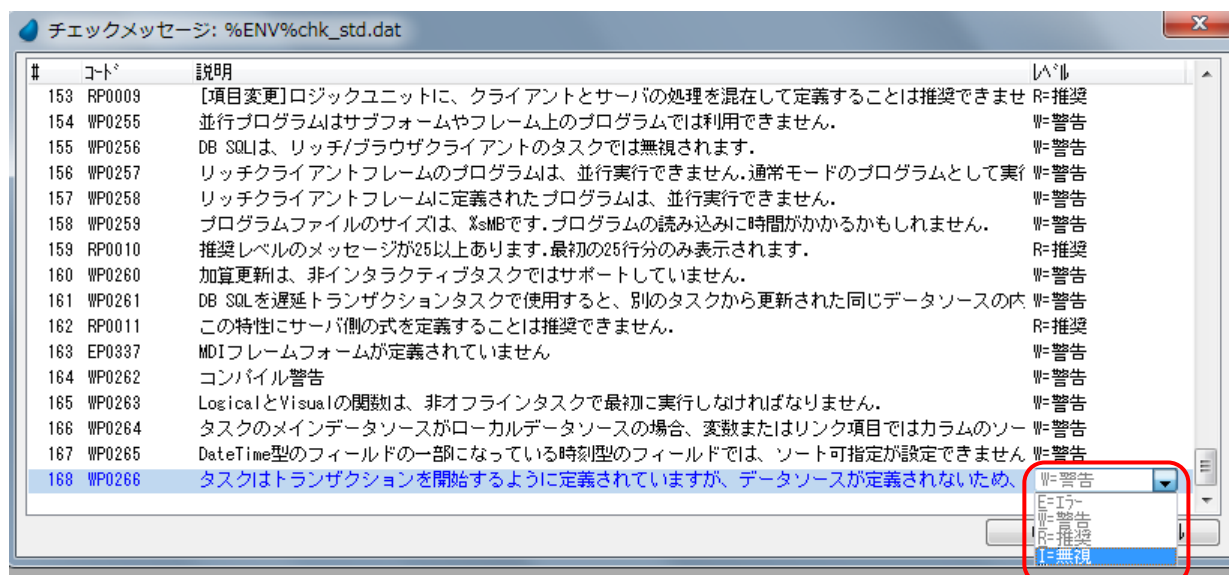 チェックメッセージ: %ENV%chk_std.dat
# コード 説明 レベル
153 RP0009 [項目変更]ロジックユニットに、クライアントとサーバの処理を混在して定義することは推奨できませ R=推奨
154 WP0255 並行プログラムはサブフォームやフレーム上のプログラムでは利用できません. W=警告
155 WP0256 DB SQLは、リッチ/ブラウザクライアントのタスクでは無視されます. W=警告
156 WP0257 リッチクライアントフレームのプログラムは、並行実行できません.通常モードのプログラムとして実行 W=警告
157 WP0258 リッチクライアントフレームに定義されたプログラムは、並行実行できません. W=警告
158 WP0259 プログラムファイルのサイズは、%sMBです.プログラムの読み込みに時間がかかるかもしれません. W=警告
159 RP0010 推奨レベルのメッセージが25以上あります.最初の25行分のみ表示されます. R=推奨
160 WP0260 加算更新は、非インタラクティブタスクではサポートしていません. W=警告
161 WP0261 DB SQLを遅延トランザクションタスクで使用すると、別のタスクから更新された同じデータソースの内 W=警告
162 RP0011 この特性にサーバ側の式を定義することは推奨できません. R=推奨
163 EP0337 MDIフレームフォームが定義されていません W=警告
164 WP0262 コンパイル警告 W=警告
165 WP0263 LogicalとVisualの関数は、非オフラインタスクで最初に実行しなければなりません. W=警告
166 WP0264 タスクのメインデータソースがローカルデータソースの場合、変数またはリンク項目ではカラムのソー W=警告
167 WP0265 DateTime型のフィールドの一部になっている時刻型のフィールドでは、ソート可指定が設定できません W=警告
168 WP0266 タスクはトランザクションを開始するように定義されていますが、データソースが定義されないため、 W=警告
E=エラー
W=警告
R=推奨
I=無視